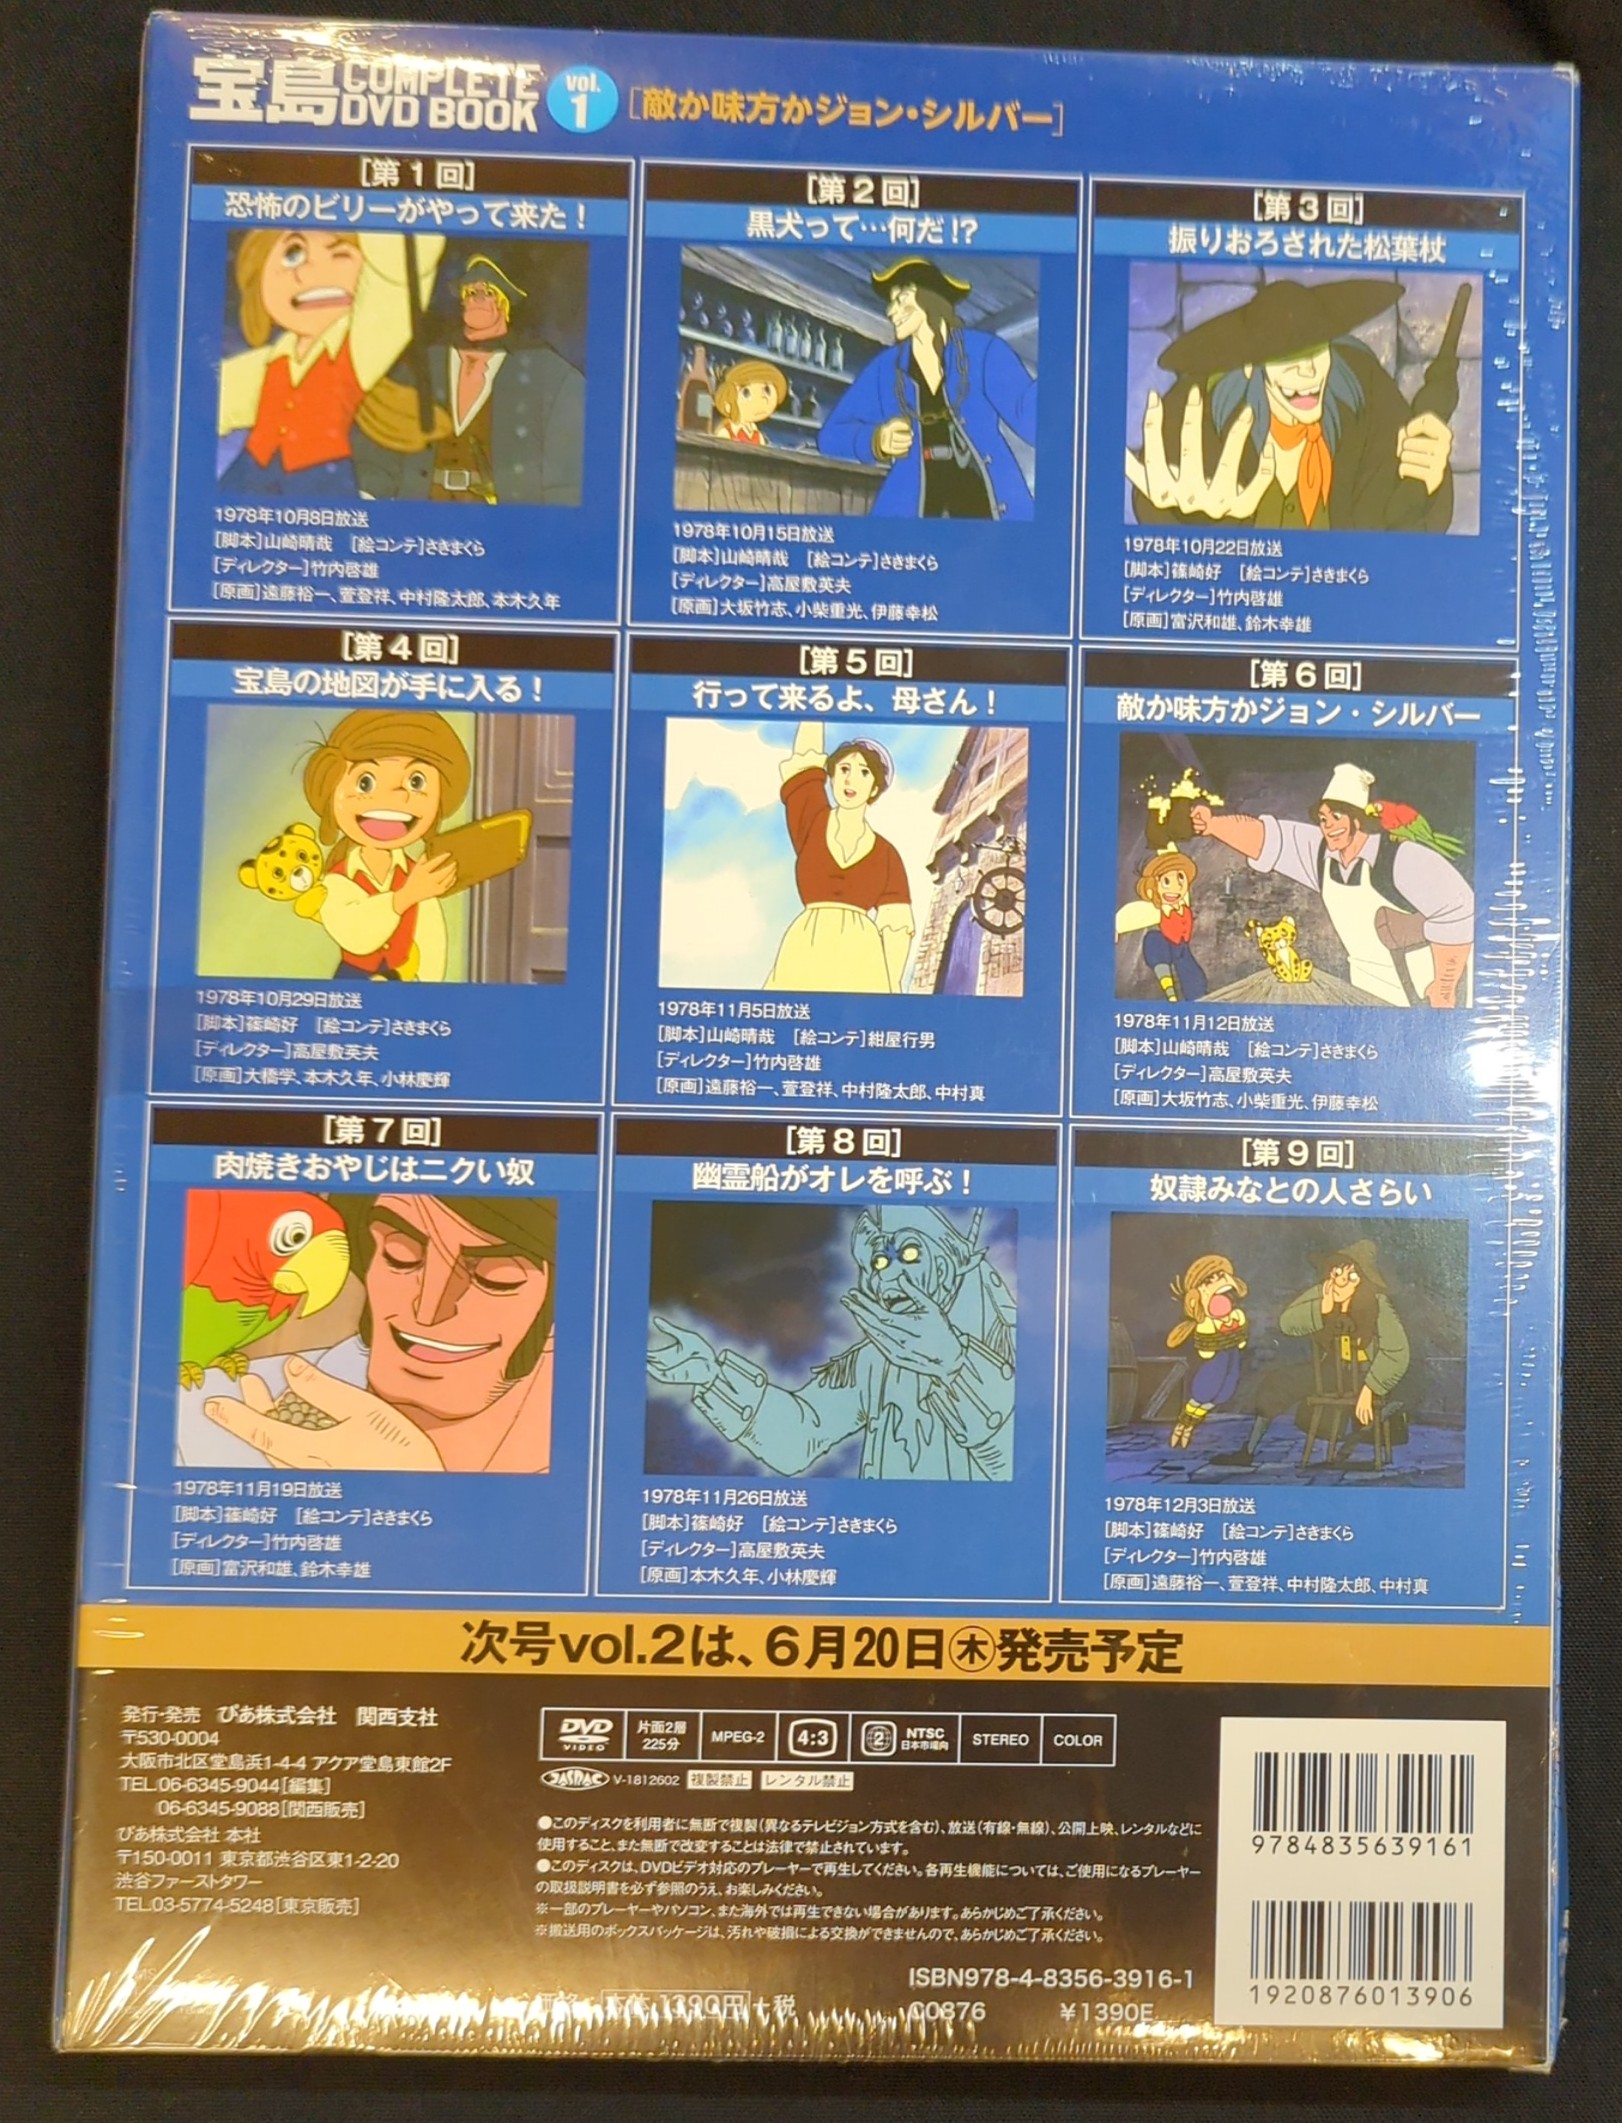 宝島 COMPLETE DVD BOOK vol.1 [敵か味方かジョン・シルバー]
[第1回]
恐怖のビリーがやって来た！
1978年10月8日放送
[脚本]山崎晴哉 [絵コンテ]さきまくら
[ディレクター]竹内啓雄
[原画]遠藤裕一、萱登祥、中村隆太郎、本木久年
[第2回]
黒犬って…何だ!?
1978年10月15日放送
[脚本]山崎晴哉 [絵コンテ]さきまくら
[ディレクター]高屋敷英夫
[原画]大坂竹志、小柴重光、伊藤幸松
[第3回]
振りおろされた松葉杖
1978年10月22日放送
[脚本]篠崎好 [絵コンテ]さきまくら
[ディレクター]竹内啓雄
[原画]富沢和雄、鈴木幸雄
[第4回]
宝島の地図が手に入る！
1978年10月29日放送
[脚本]篠崎好 [絵コンテ]さきまくら
[ディレクター]高屋敷英夫
[原画]大橋学、本木久年、小林慶輝
[第5回]
行って来るよ、母さん！
1978年11月5日放送
[脚本]山崎晴哉 [絵コンテ]紺屋行男
[ディレクター]竹内啓雄
[原画]遠藤裕一、萱登祥、中村隆太郎、中村真
[第6回]
敵か味方かジョン・シルバー
1978年11月12日放送
[脚本]山崎晴哉 [絵コンテ]さきまくら
[ディレクター]高屋敷英夫
[原画]大坂竹志、小柴重光、伊藤幸松
[第7回]
肉焼きおやじはニクい奴
1978年11月19日放送
[脚本]篠崎好 [絵コンテ]さきまくら
[ディレクター]竹内啓雄
[原画]富沢和雄、鈴木幸雄
[第8回]
幽霊船がオレを呼ぶ！
1978年11月26日放送
[脚本]篠崎好 [絵コンテ]さきまくら
[ディレクター]高屋敷英夫
[原画]本木久年、小林慶輝
[第9回]
奴隷みなとの人さらい
1978年12月3日放送
[脚本]篠崎好 [絵コンテ]さきまくら
[ディレクター]竹内啓雄
[原画]遠藤裕一、萱登祥、中村隆太郎、中村真
次号vol.2は、6月20日㊍発売予定
発行・発売 ぴあ株式会社 関西支社
〒530-0004
大阪市北区堂島浜1-4-4 アクア堂島東館2F
TEL.06-6345-9044[編集]
06-6345-9088[関西販売]
ぴあ株式会社 本社
〒150-0011 東京都渋谷区東1-2-20
渋谷ファーストタワー
TEL.03-5774-5248[東京販売]
DVD VIDEO 片面2層 225分 MPEG-2 4:3 2 NTSC 日本市場向 STEREO COLOR
JASRAC V-1812602 複製禁止 レンタル禁止
●このディスクを利用者に無断で複製(異なるテレビジョン方式を含む)、放送(有線・無線)、公開上映、レンタルなどに
使用すること、また無断で改変することは法律で禁止されています。
●このディスクは、DVDビデオ対応のプレーヤーで再生してください。各再生機能については、ご使用になるプレーヤー
の取扱説明書を必ず参照のうえ、お楽しみください。
※一部のプレーヤーやパソコン、また海外では再生できない場合があります。あらかじめご了承ください。
※搬送用のボックスパッケージは、汚れや破損による交換ができませんので、あらかじめご了承ください。
ISBN978-4-8356-3916-1
価格 本体 1390円+税
C0876 ¥1390E
9784835639161
1920876013906